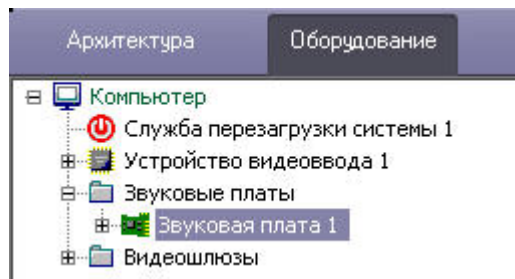 Архитектура Оборудование
Компьютер
Служба перезагрузки системы 1
Устройство видеоввода 1
Звуковые платы
Звуковая плата 1
Видеошлюзы